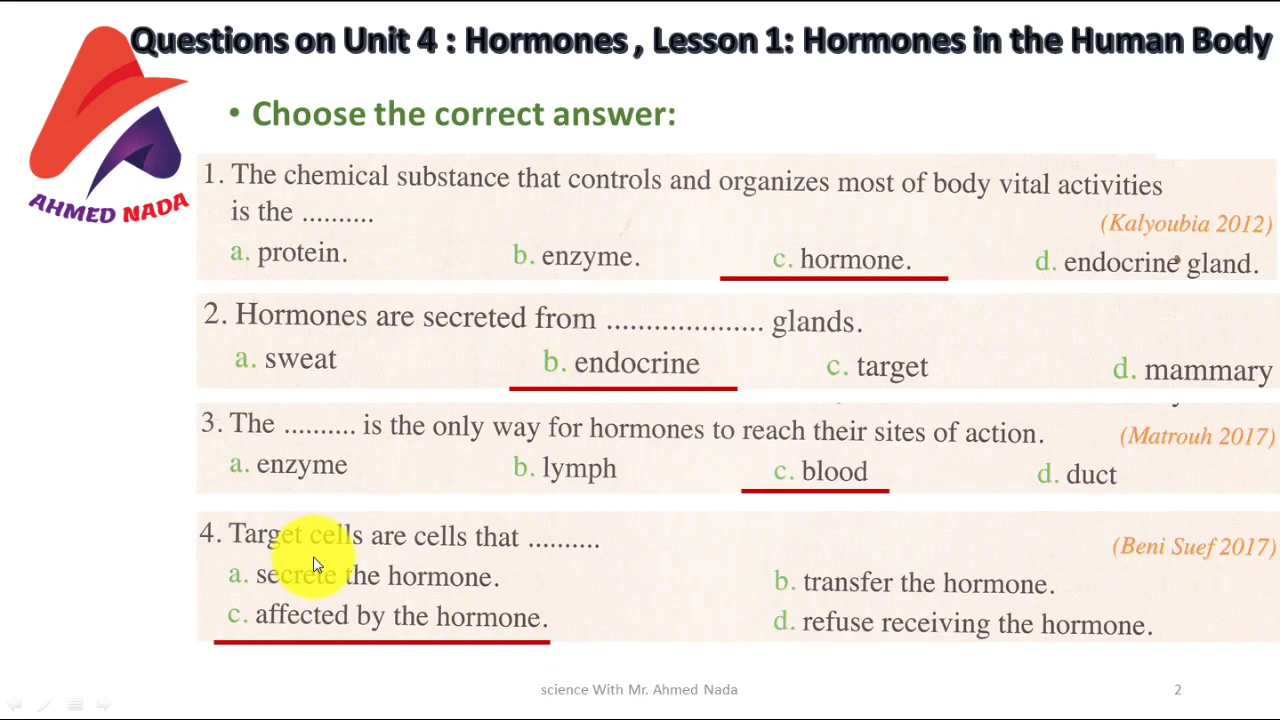 Questions on Unit 4 : Hormones , Lesson 1: Hormones in the Human Body
AHMED NADA
• Choose the correct answer:
1. The chemical substance that controls and organizes most of body vital activities
is the ..........
(Kalyoubia 2012)
a. protein. b. enzyme. c. hormone. d. endocrine gland.
2. Hormones are secreted from .................... glands.
a. sweat b. endocrine c. target d. mammary
3. The .......... is the only way for hormones to reach their sites of action. (Matrouh 2017)
a. enzyme b. lymph c. blood d. duct
4. Target cells are cells that .......... (Beni Suef 2017)
a. secrete the hormone. b. transfer the hormone.
c. affected by the hormone. d. refuse receiving the hormone.
science With Mr. Ahmed Nada 2